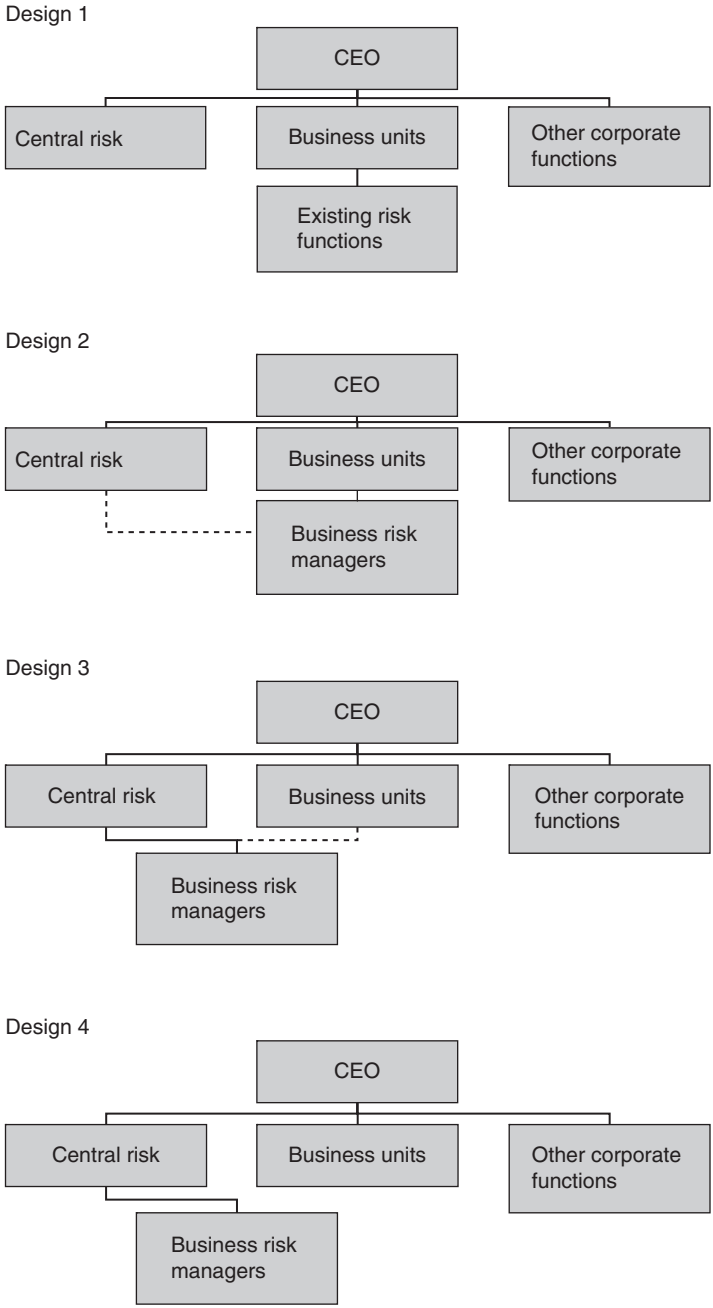 Design 1
CEO
Central risk
Business units
Other corporate
functions
Existing risk
functions
Design 2
CEO
Central risk
Business units
Other corporate
functions
Business risk
managers
Design 3
CEO
Central risk
Business units
Other corporate
functions
Business risk
managers
Design 4
CEO
Central risk
Business units
Other corporate
functions
Business risk
managers